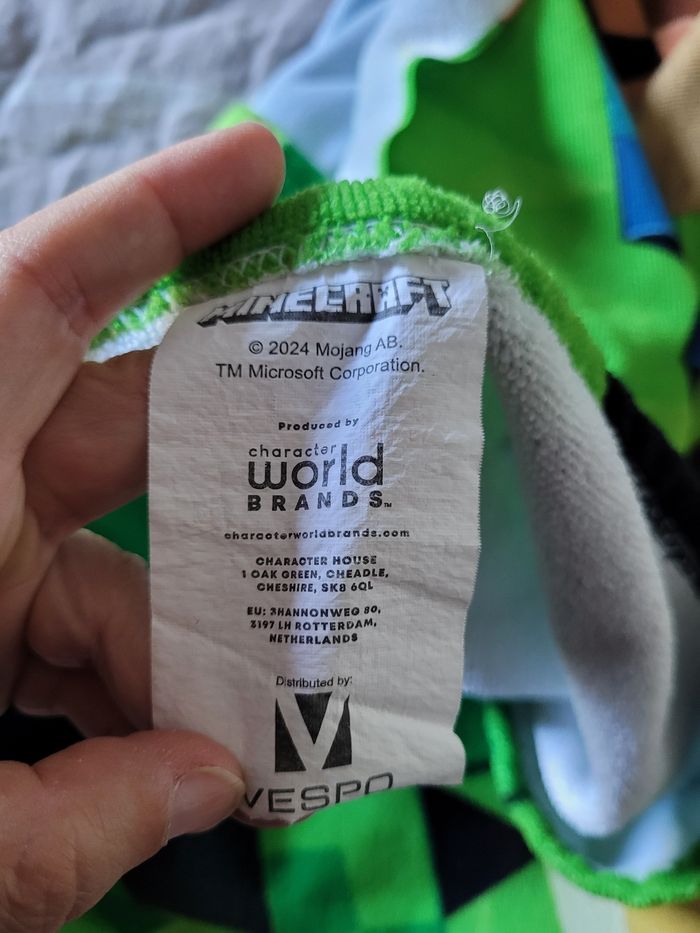 MINECRAFT
© 2024 Mojang AB.
TM Microsoft Corporation.
Produced by
character
world
BRANDS™
characterworldbrands.com
CHARACTER HOUSE
1 OAK GREEN, CHEADLE,
CHESHIRE, SK8 6QL
EU: SHANNONWEG 80,
3197 LH ROTTERDAM,
NETHERLANDS
Distributed by:
VESPO